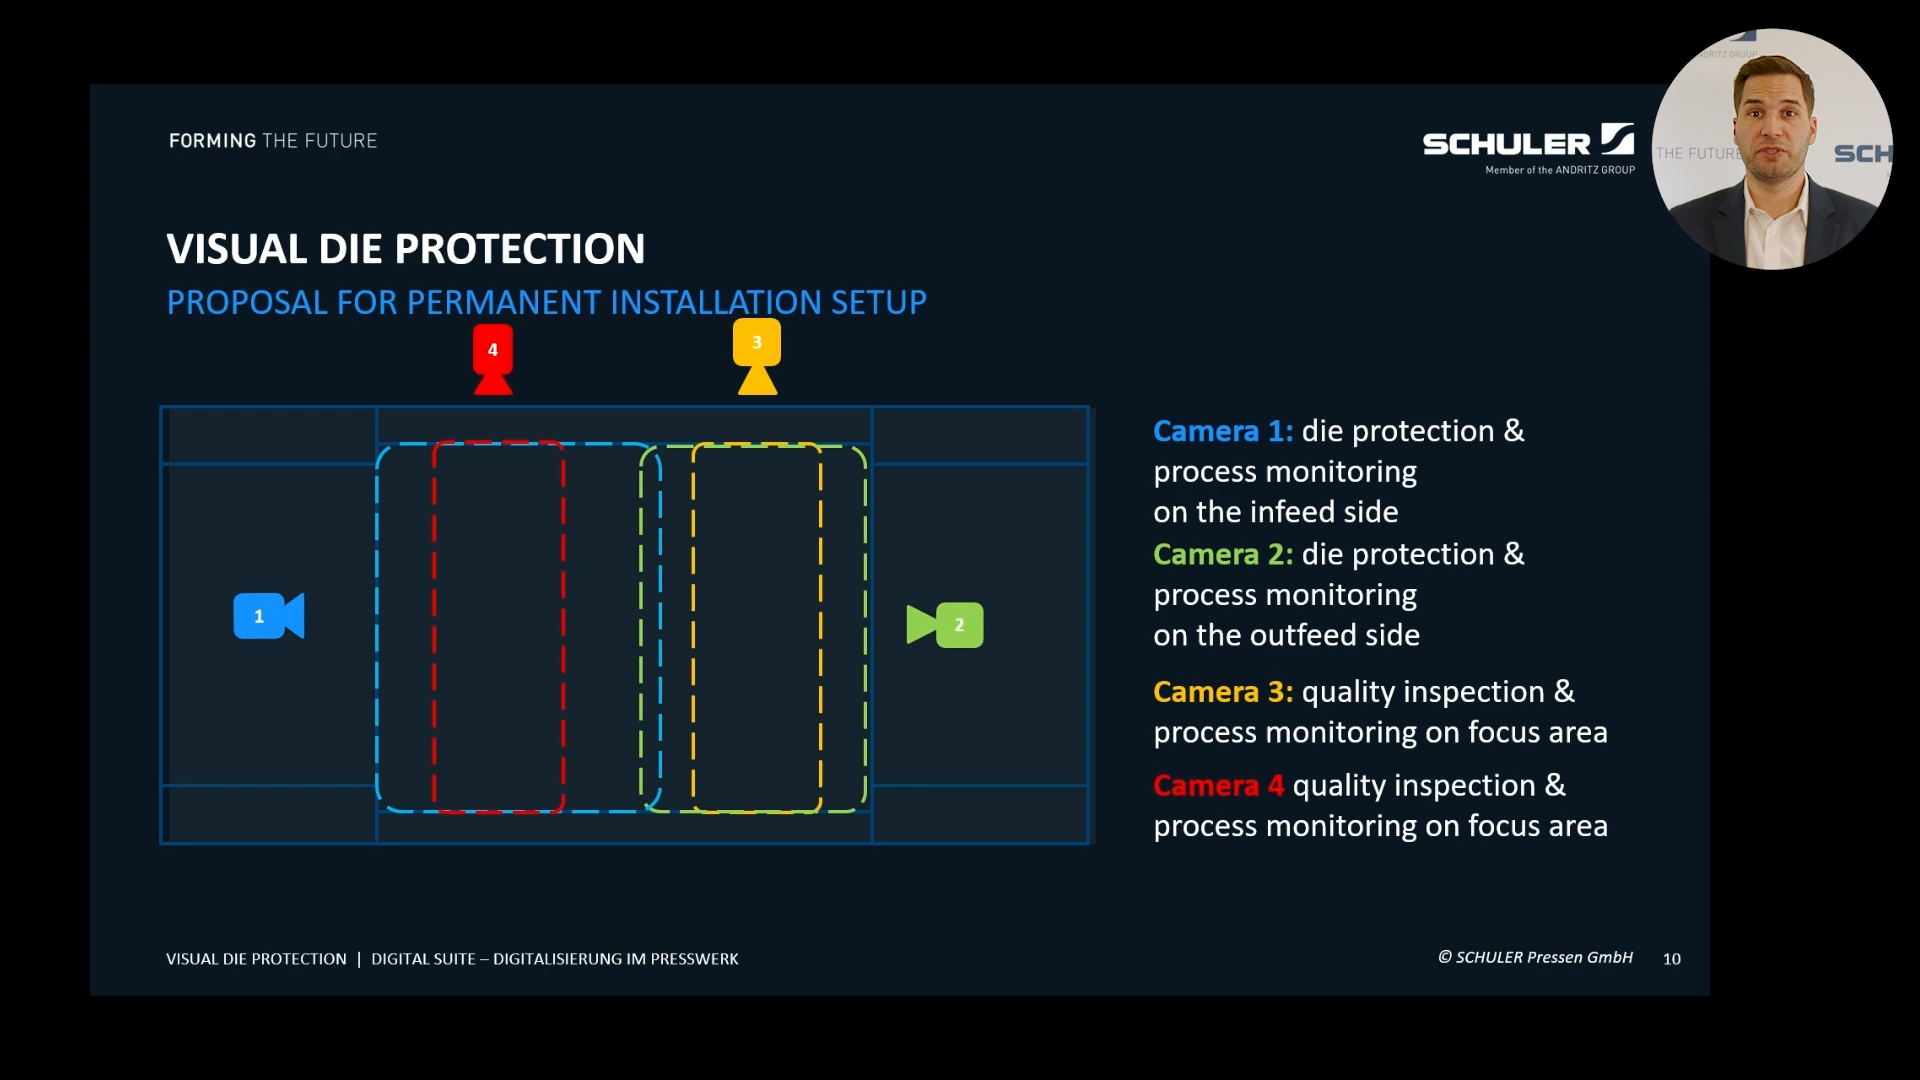 FORMING THE FUTURE
SCHULER
Member of the ANDRITZ GROUP
ANDRITZ GROUP
THE FUTURE
SCH
VISUAL DIE PROTECTION
PROPOSAL FOR PERMANENT INSTALLATION SETUP
4
3
1
2
Camera 1: die protection &
process monitoring
on the infeed side
Camera 2: die protection &
process monitoring
on the outfeed side
Camera 3: quality inspection &
process monitoring on focus area
Camera 4 quality inspection &
process monitoring on focus area
VISUAL DIE PROTECTION | DIGITAL SUITE – DIGITALISIERUNG IM PRESSWERK
© SCHULER Pressen GmbH
10